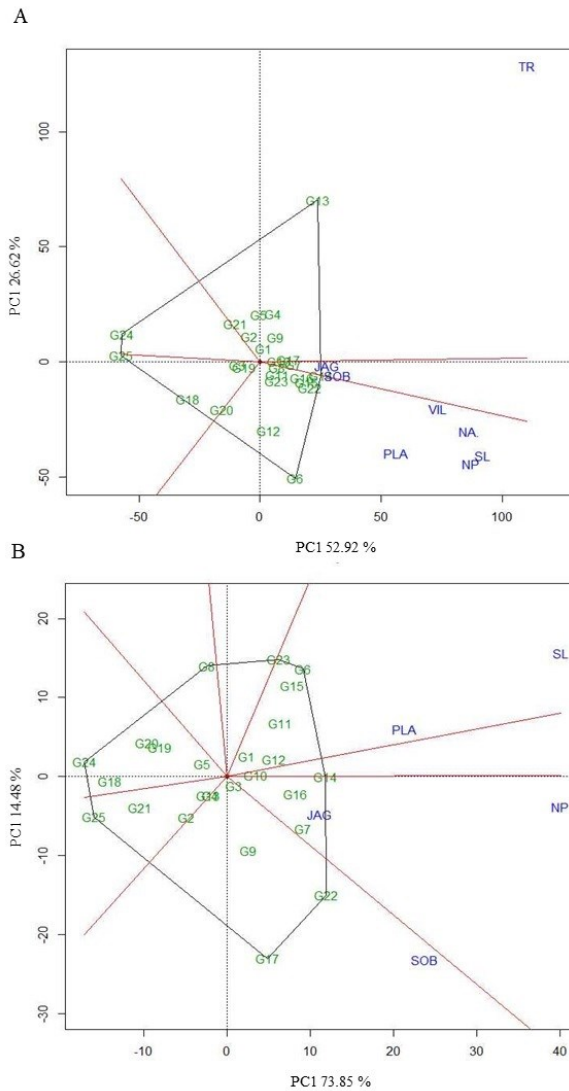 A
TR
100
G13
50
PC1 26.62 %
G5 G4
G21
G24
G2 G9
G25
G1
0
G17
G19
JAG
SOB
G23
G22
G18
G20
VIL
G12
NA.
PLA
SL
NP
-50
G6
-50 0 50 100
PC1 52.92 %
B
20
SL
G8 G23 G6
G15
10
G11
PLA
G20 G19
G24
G5 G1 G12
0
G18 G10 G14
G3
G16
NP
G21
G25 G2
JAG
G7
G9
-10
PC1 14.48 %
G22
-20
G17
SOB
-30
-10 0 10 20 30 40
PC1 73.85 %